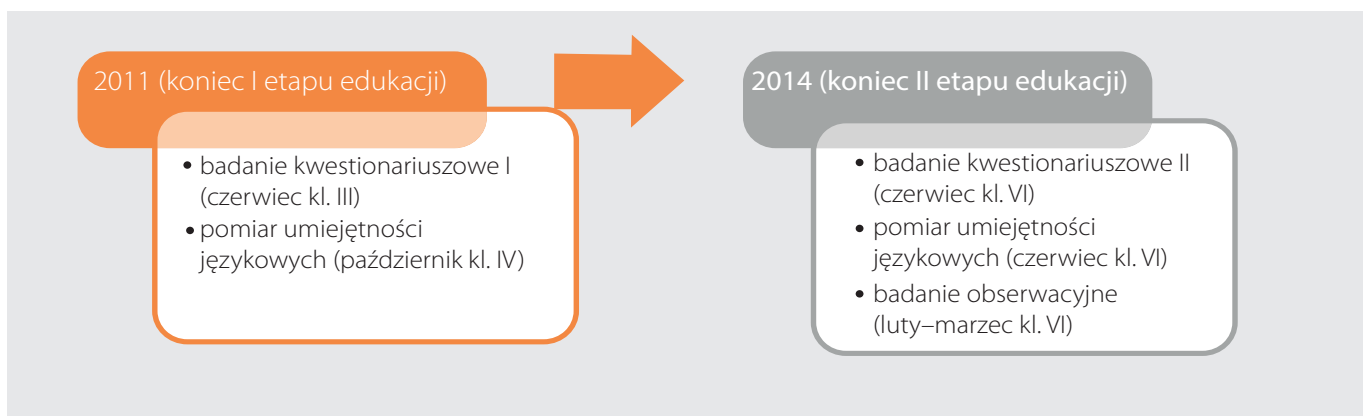 2011 (koniec I etapu edukacji)
• badanie kwestionariuszowe I
(czerwiec kl. III)
• pomiar umiejętności
językowych (październik kl. IV)
2014 (koniec II etapu edukacji)
• badanie kwestionariuszowe II
(czerwiec kl. VI)
• pomiar umiejętności
językowych (czerwiec kl. VI)
• badanie obserwacyjne
(luty–marzec kl. VI)